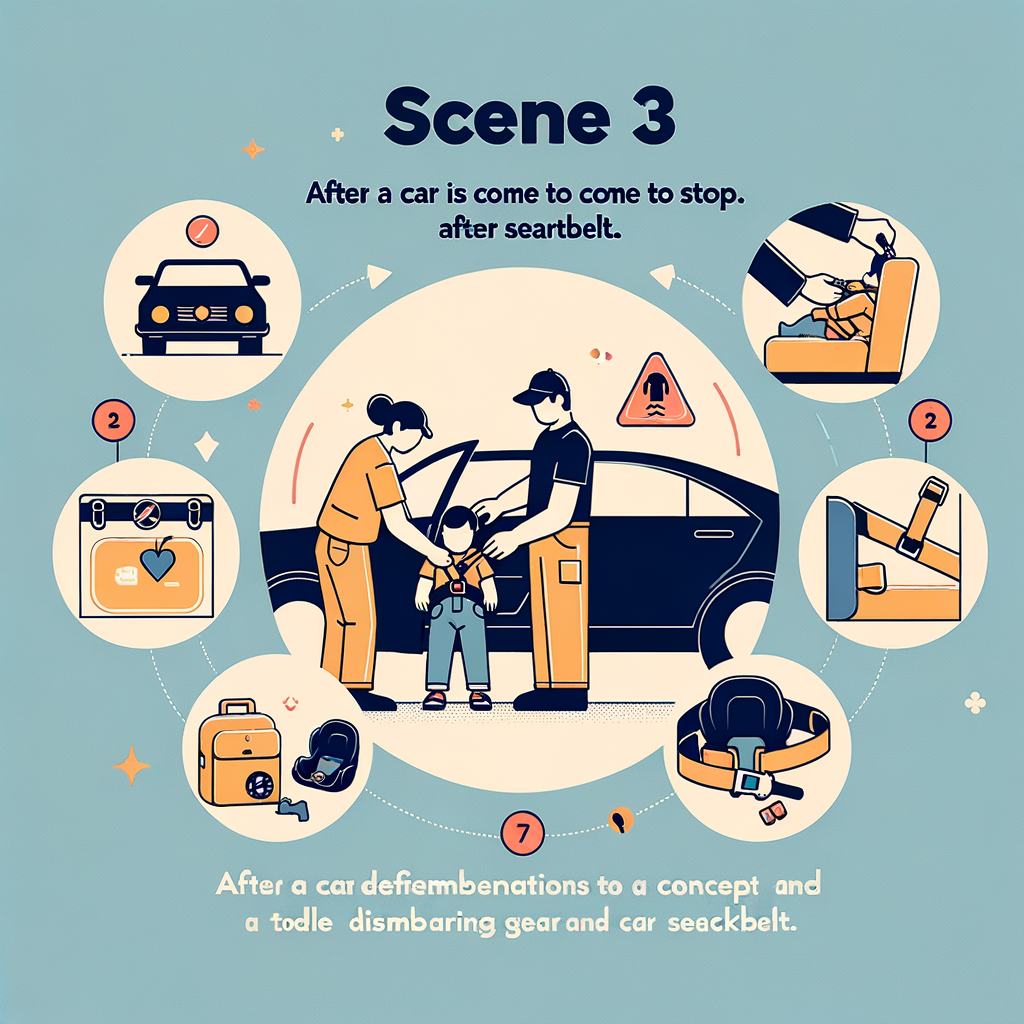 Scene 3
After a car is come to come to stop.
after seartbelt.
2
2
7
After a car defrembenations to a concept and
a todle dismbaring gear and car seackbelt.